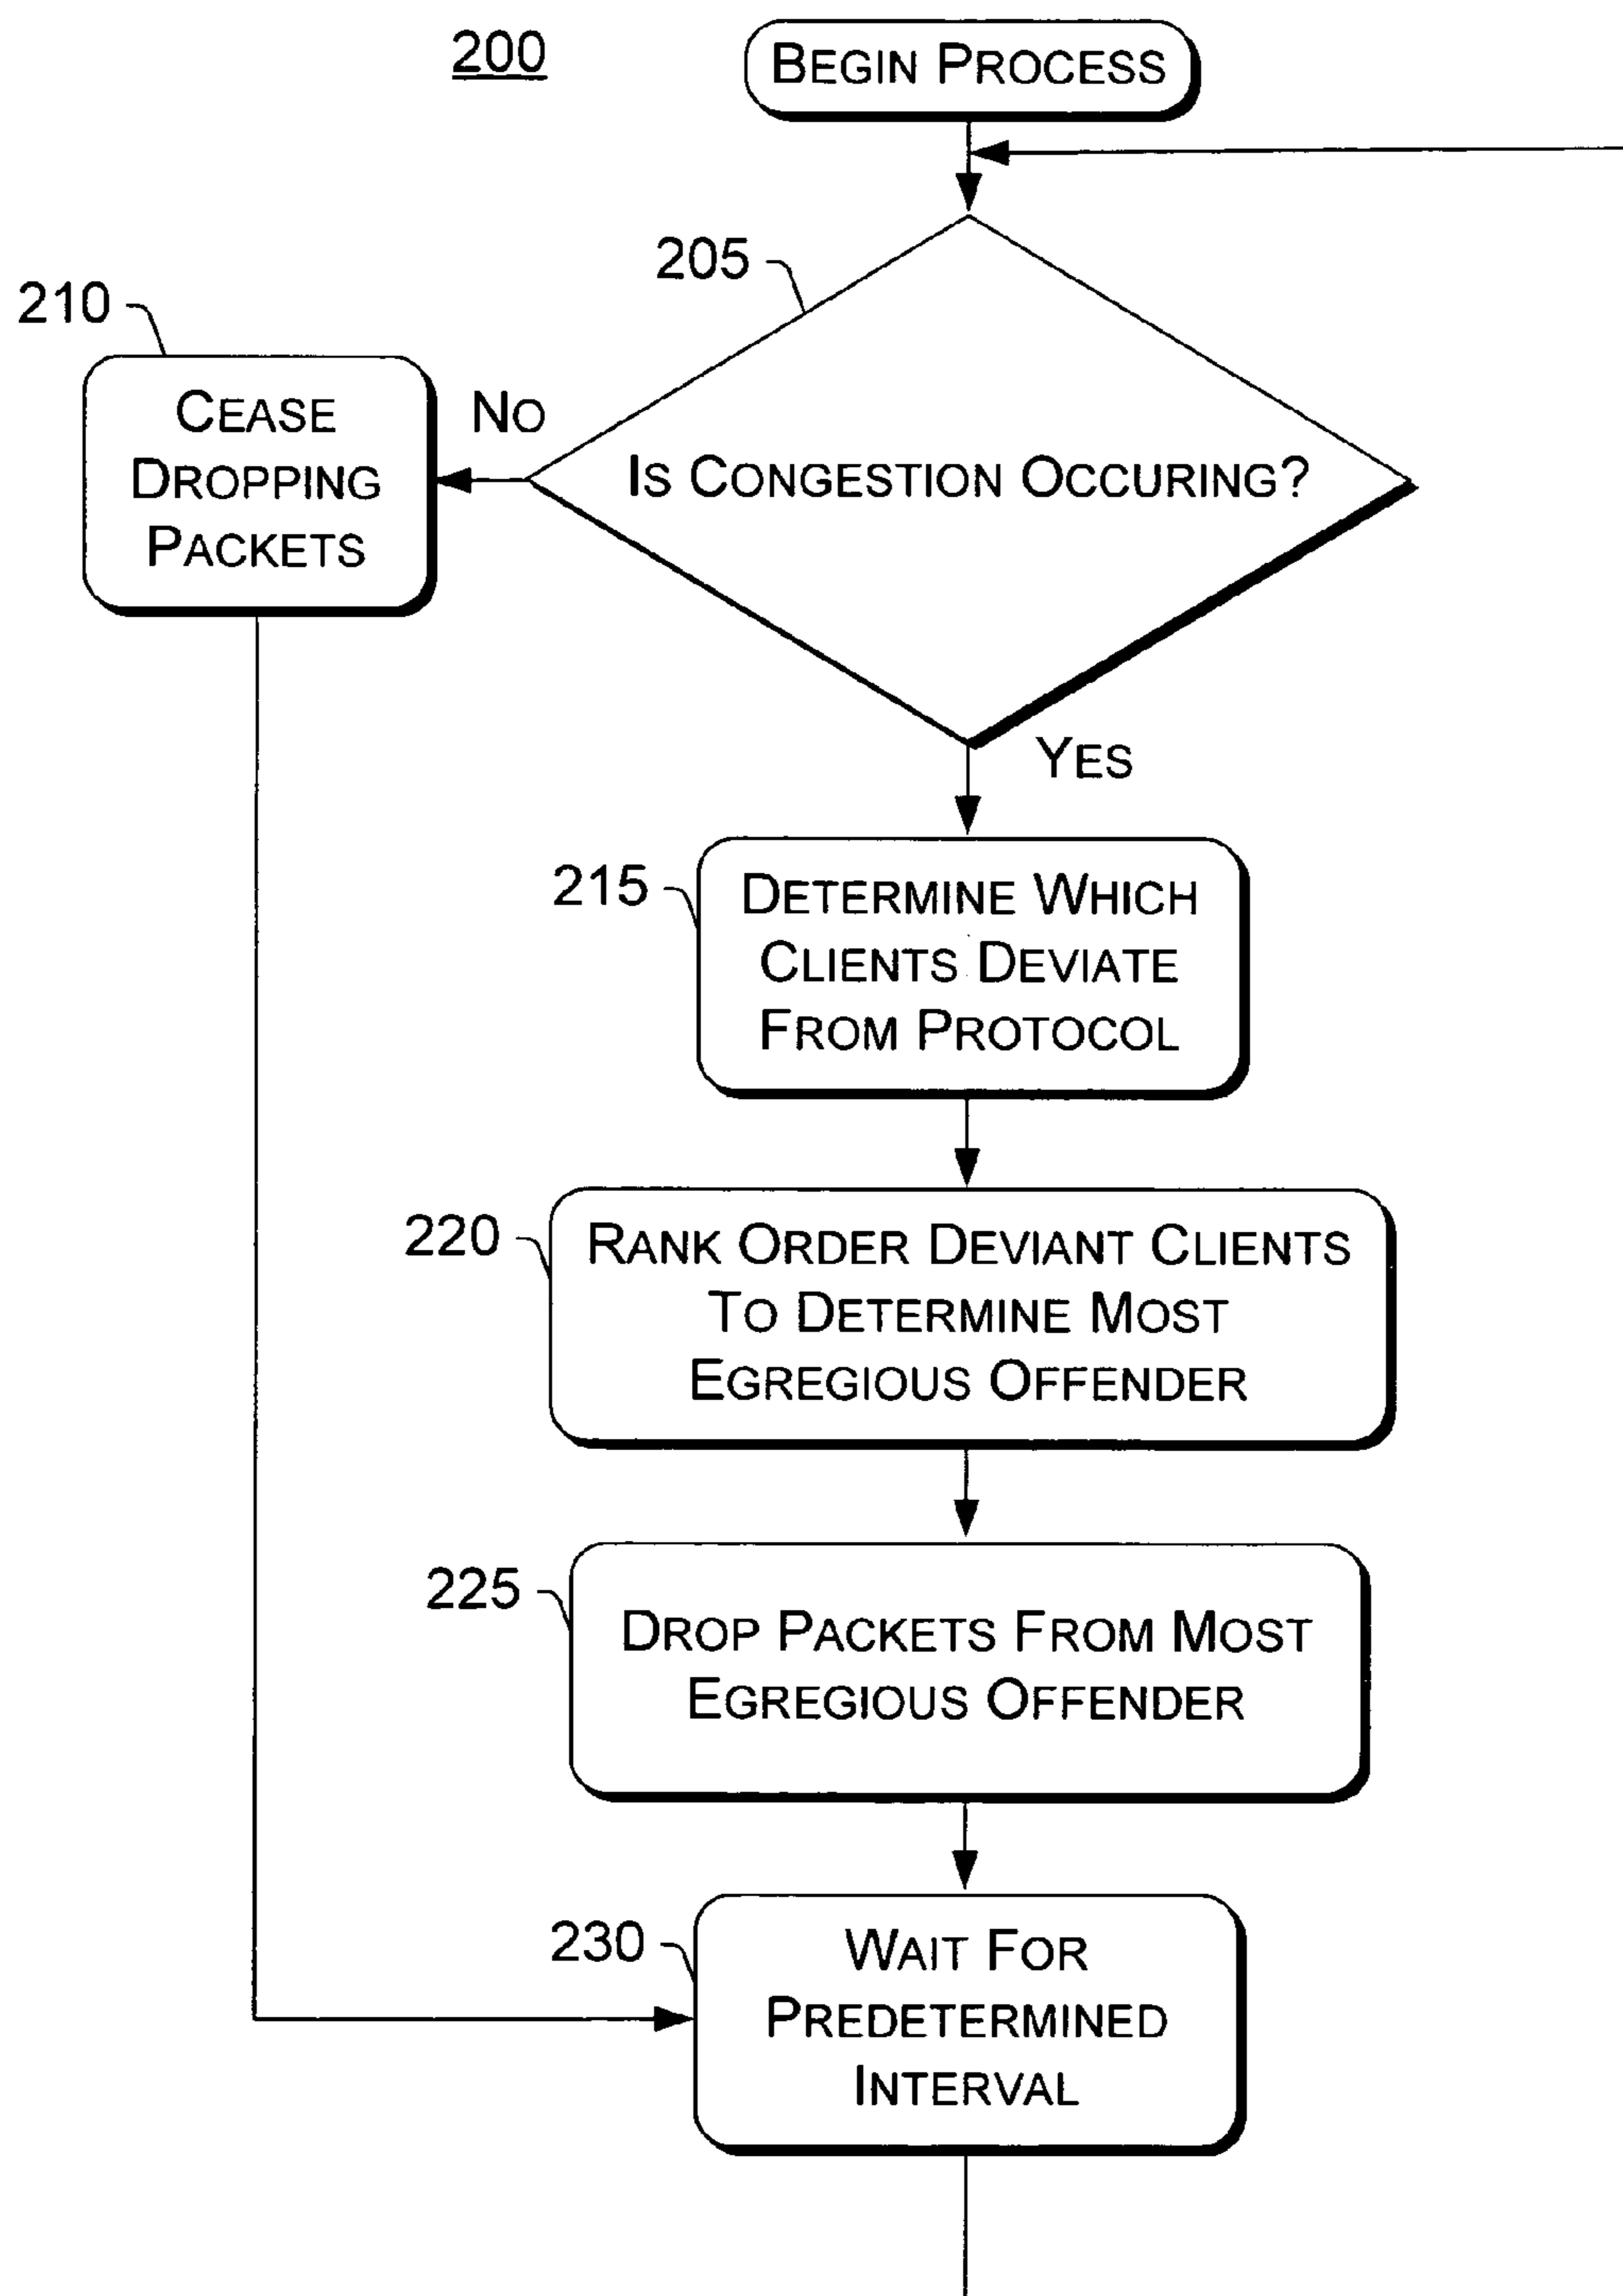 200
BEGIN PROCESS
205
210
CEASE
DROPPING
PACKETS
NO
IS CONGESTION OCCURING?
YES
215
DETERMINE WHICH
CLIENTS DEVIATE
FROM PROTOCOL
220
RANK ORDER DEVIANT CLIENTS
TO DETERMINE MOST
EGREGIOUS OFFENDER
225
DROP PACKETS FROM MOST
EGREGIOUS OFFENDER
230
WAIT FOR
PREDETERMINED
INTERVAL